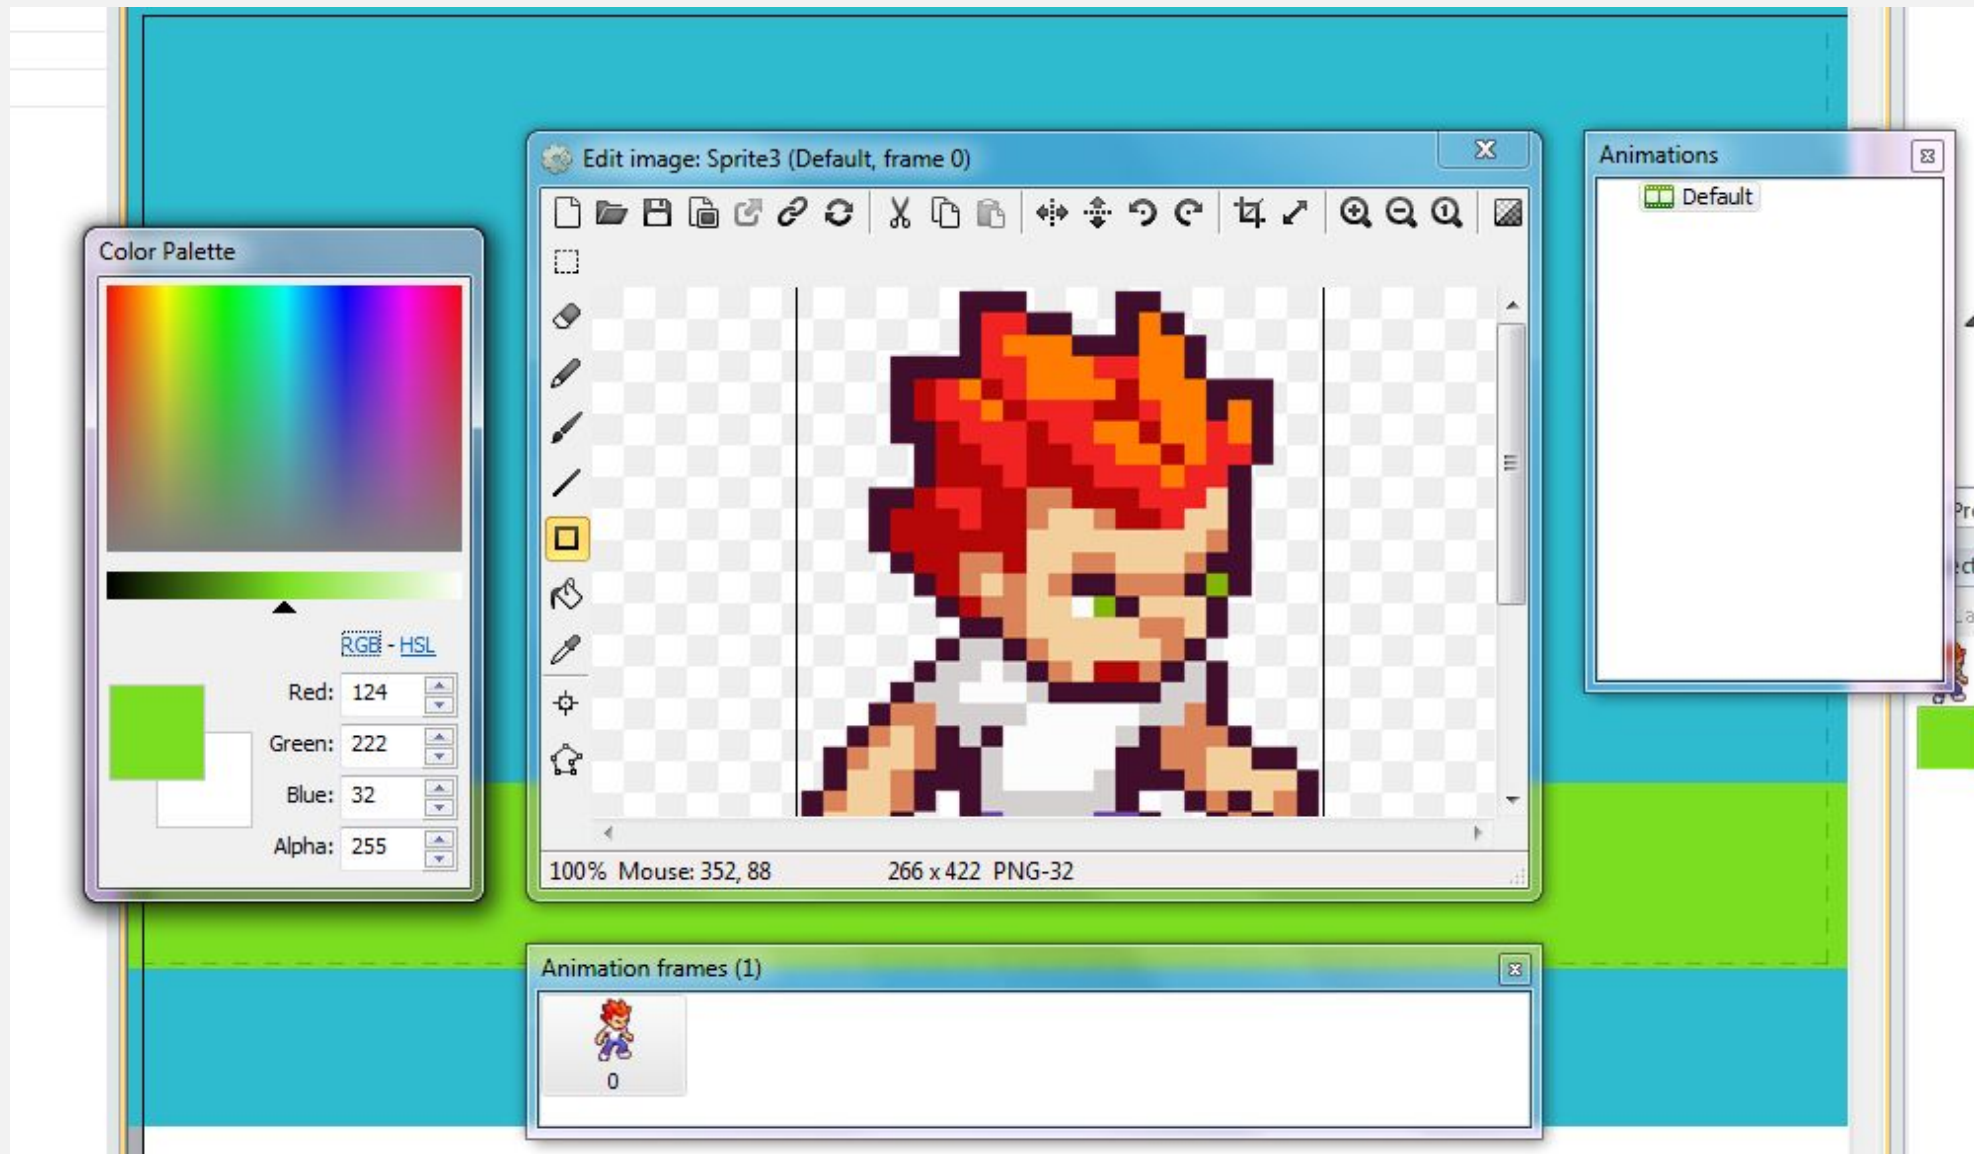 Edit image: Sprite3 (Default, frame 0)
Animations
Default
Color Palette
RGB - HSL
Red: 124
Green: 222
Blue: 32
Alpha: 255
100% Mouse: 352, 88 266 x 422 PNG-32
Animation frames (1)
0